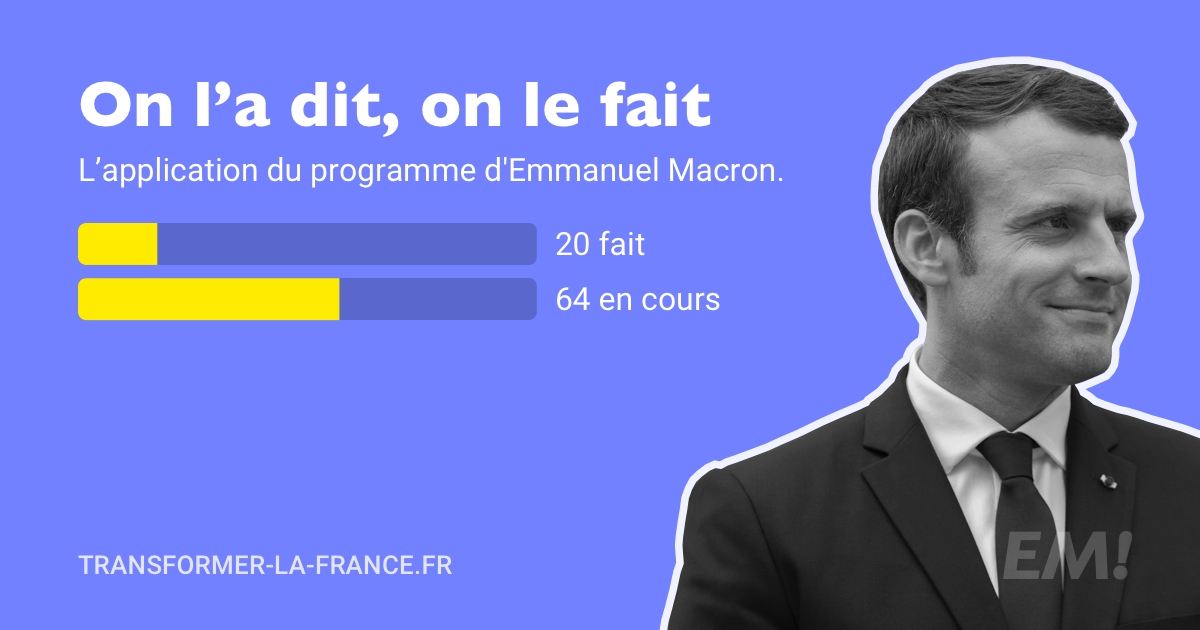 On l’a dit, on le fait
L’application du programme d'Emmanuel Macron.
20 fait
64 en cours
TRANSFORMER-LA-FRANCE.FR
EM!